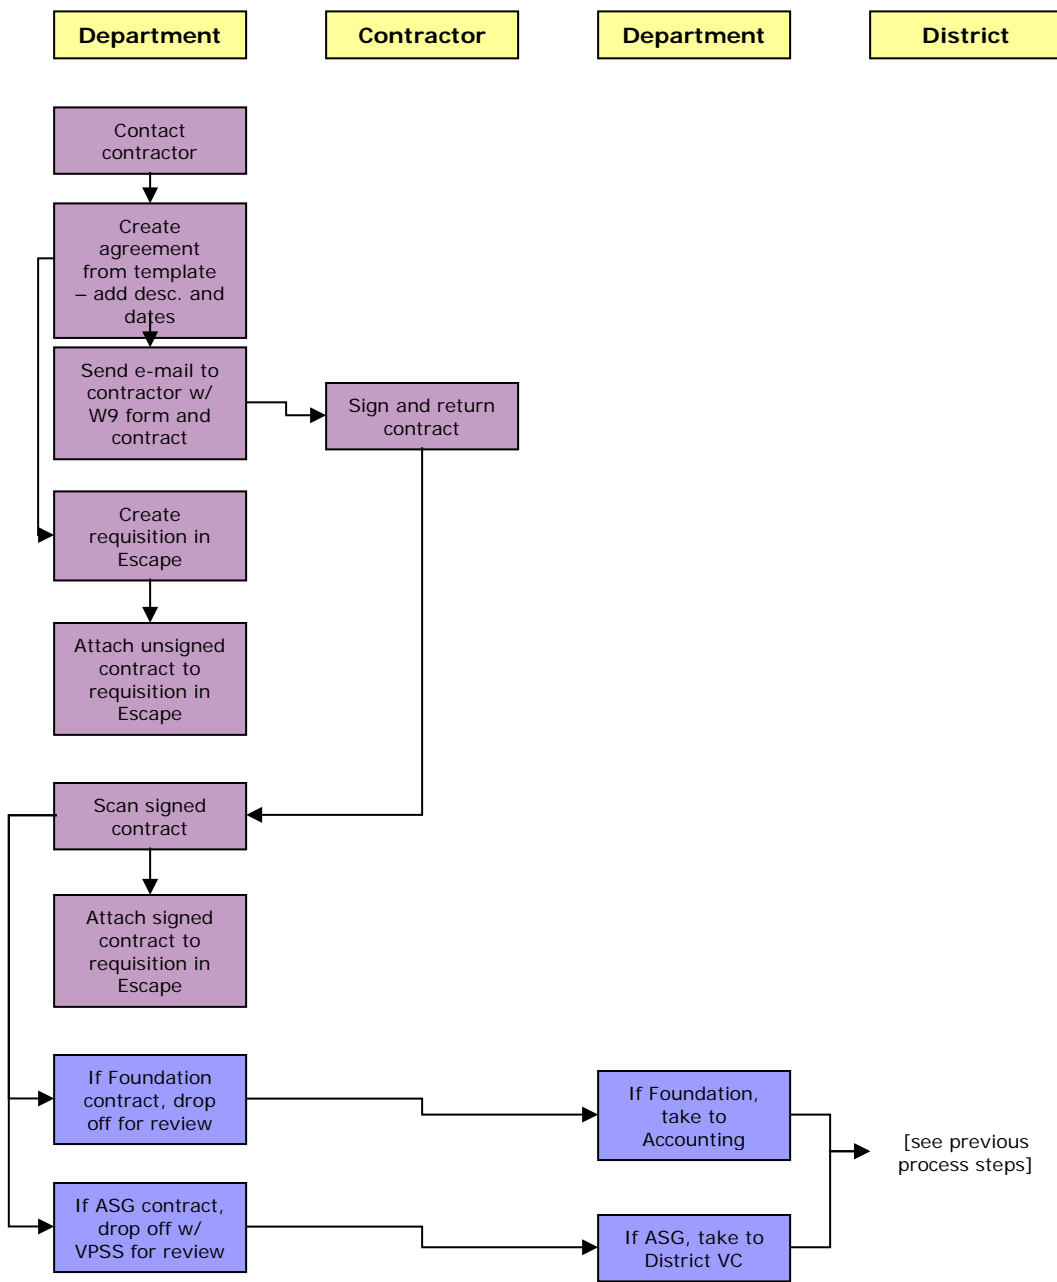 Department
Contractor
Department
District
Contact
contractor
Create
agreement
from template
– add desc. and
dates
Send e-mail to
contractor w/
W9 form and
contract
Sign and return
contract
Create
requisition in
Escape
Attach unsigned
contract to
requisition in
Escape
Scan signed
contract
Attach signed
contract to
requisition in
Escape
If Foundation
contract, drop
off for review
If Foundation,
take to
Accounting
[see previous
process steps]
If ASG contract,
drop off w/
VPSS for review
If ASG, take to
District VC